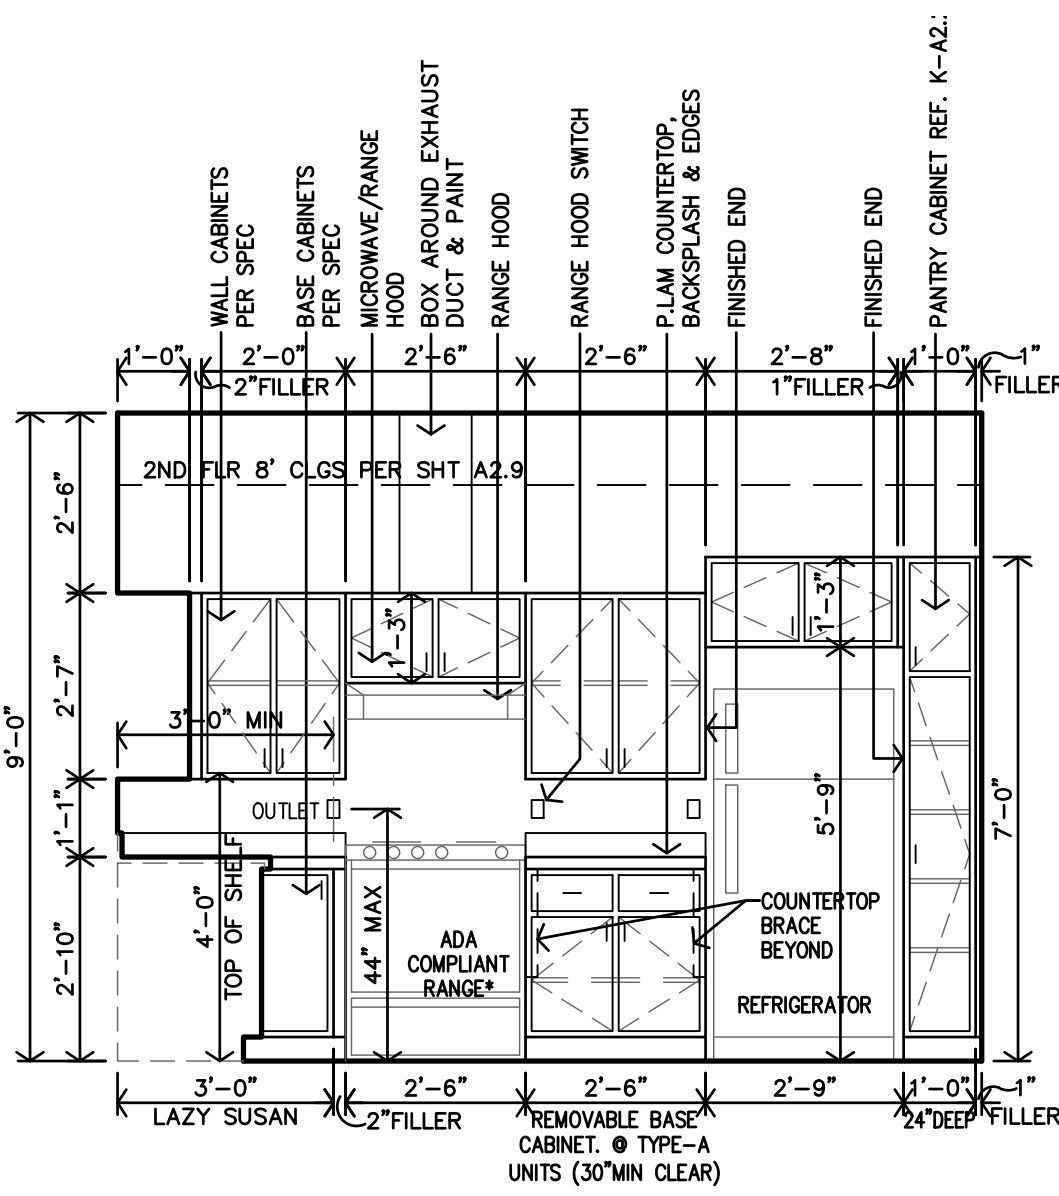 WALL CABINETS
PER SPEC
BASE CABINETS
PER SPEC
MICROWAVE/RANGE
HOOD
BOX AROUND EXHAUST
DUCT & PAINT
RANGE HOOD
RANGE HOOD SWITCH
P.LAM COUNTERTOP,
BACKSPLASH & EDGES
FINISHED END
FINISHED END
PANTRY CABINET REF. K-A2.
1'-0"
2'-0"
2'-6"
2'-6"
2'-8"
1'-0"
1"
FILLER
2"FILLER
1"FILLER
2ND FLR 8' CLGS PER SHT A2.9
9'-0"
2'-6"
2'-7"
1'-1"
2'-10"
3'-0" MIN
1'-3"
1'-3"
OUTLET
4'-0"
TOP OF SHELF
44" MAX
5'-9"
7'-0"
ADA
COMPLIANT
RANGE*
COUNTERTOP
BRACE
BEYOND
REFRIGERATOR
3'-0"
2'-6"
2'-6"
2'-9"
1'-0"
1"
FILLER
LAZY SUSAN
2"FILLER
REMOVABLE BASE
CABINET. @ TYPE-A
UNITS (30"MIN CLEAR)
24"DEEP